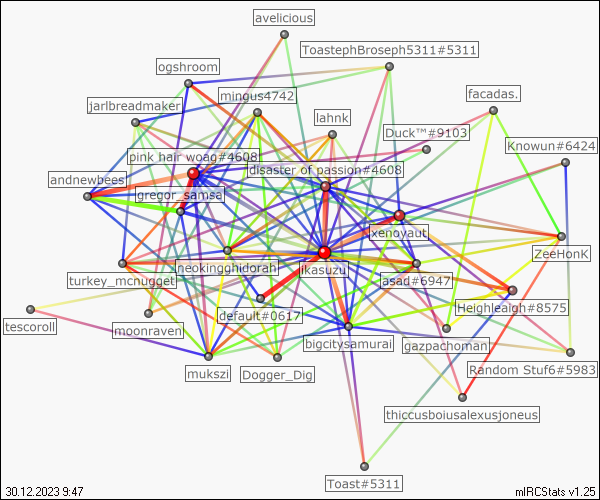 avelicious
ToastephBroseph5311#5311
ogshroom
mingus4742
facadas.
jarlbreadmaker
lahnk
Duck™#9103
Knowun#6424
pink hair woag#4608
disaster of passion#4608
andnewbees
gregor_samsa
xenoyaut
ZeeHonK
neokingghidorah
ikasuzu
turkey_mcnugget
asad#6947
Heighleaigh#8575
default#0617
tescoroll
moonraven
bigcitysamurai
gazpachoman
mukszi
Dogger_Dig
Random Stuf6#5983
thiccusboiusalexusjoneus
Toast#5311
30.12.2023 9:47
mIRCStats v1.25